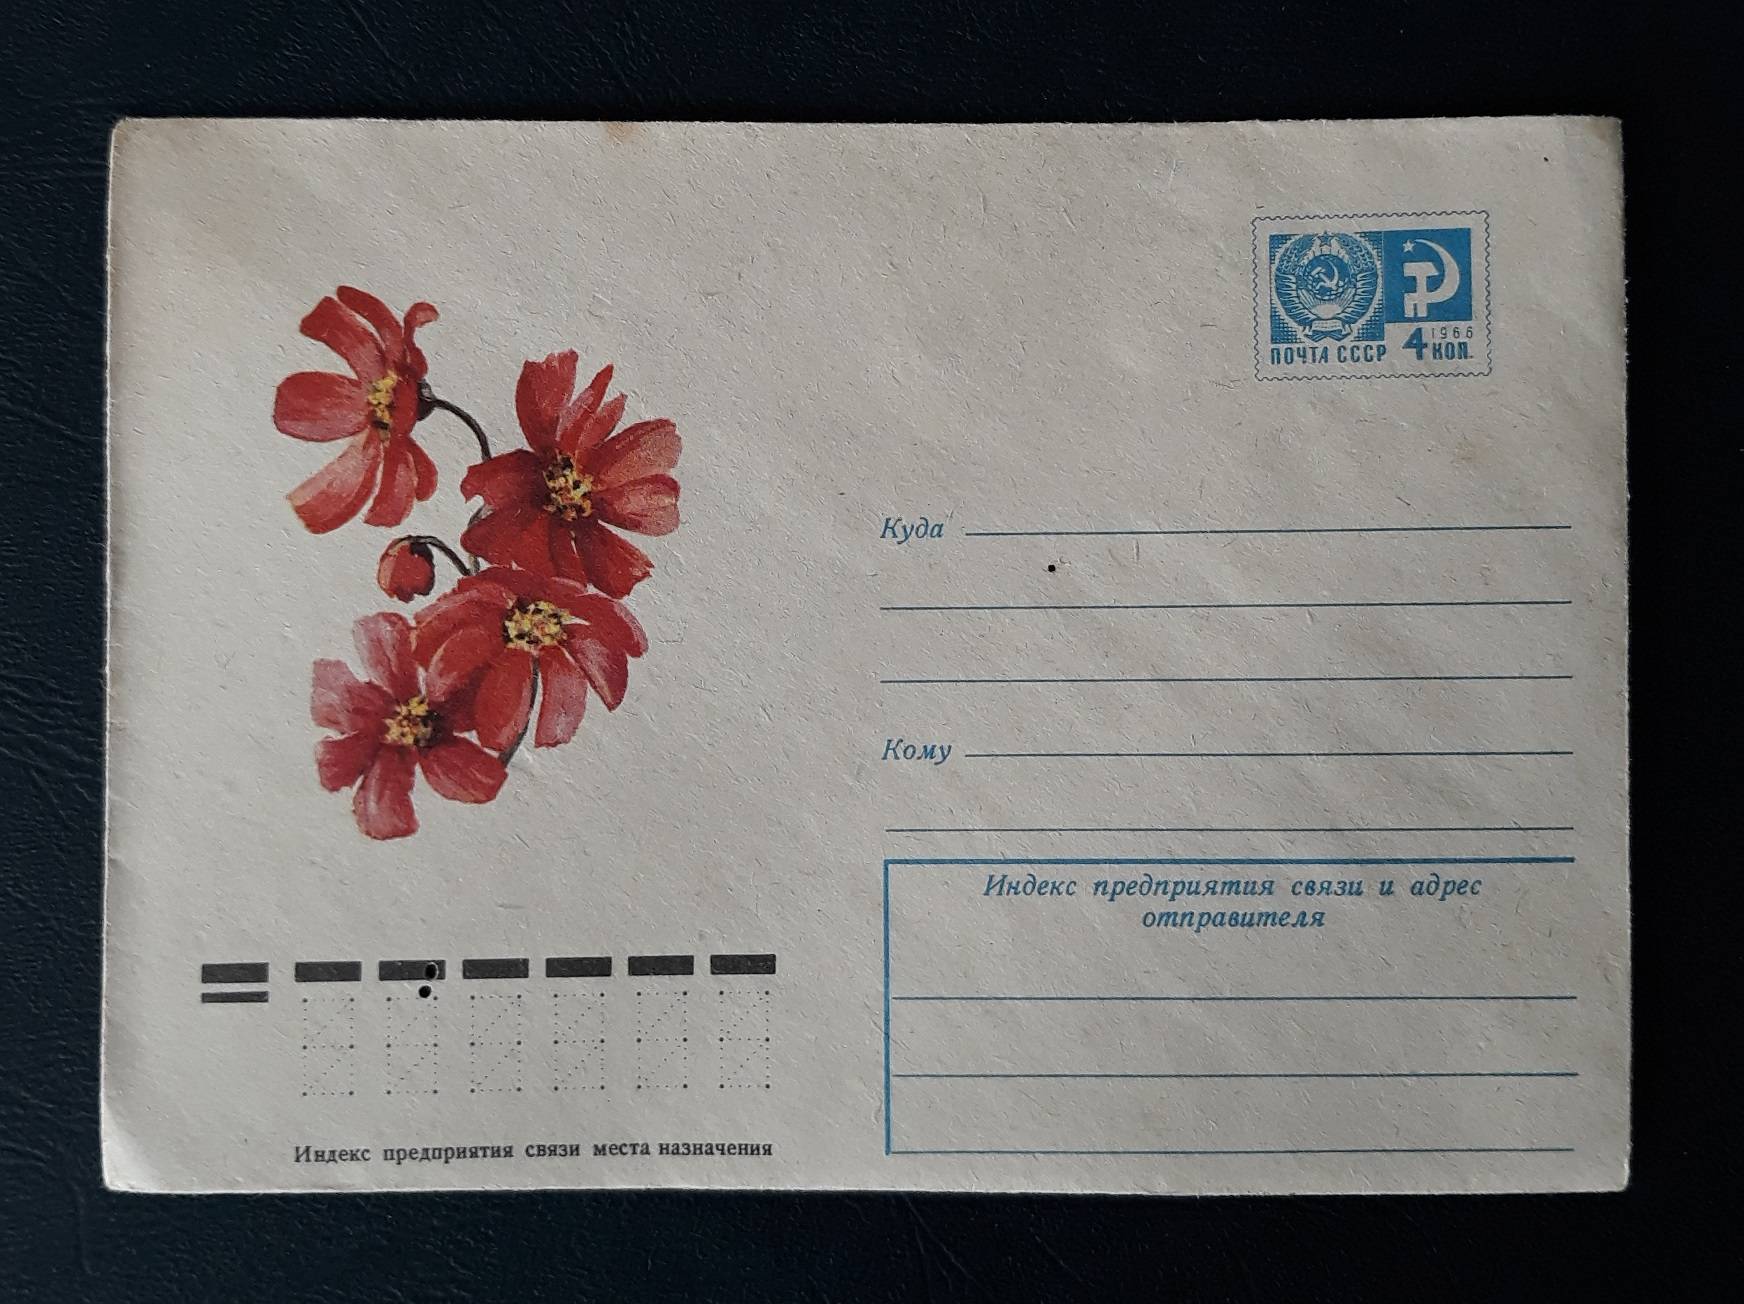 ПОЧТА СССР 4 1966 КОП.
Куда
Кому
Индекс предприятия связи и адрес
отправителя
Индекс предприятия связи места назначения